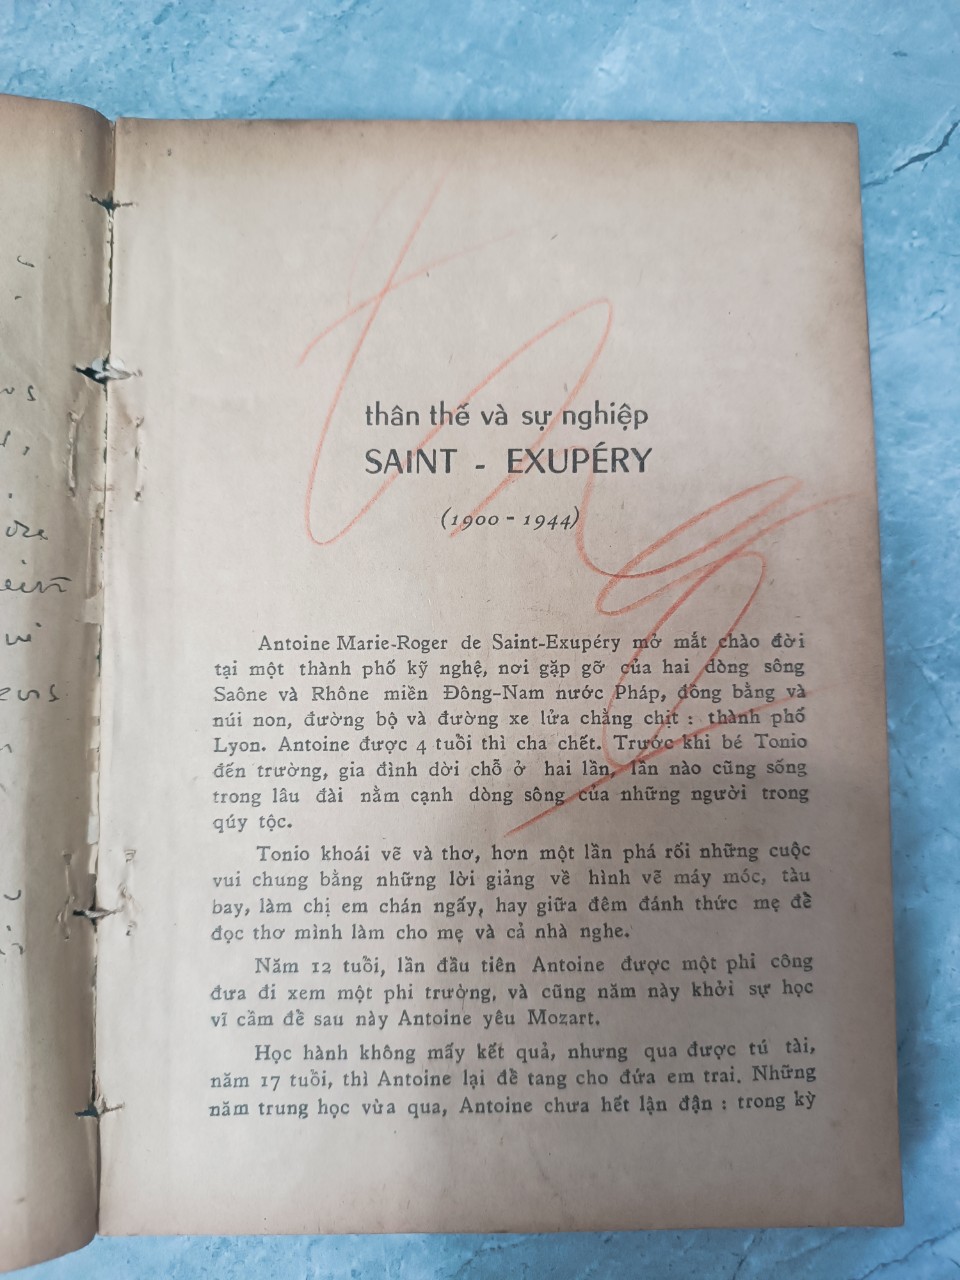 thân thế và sự nghiệp
SAINT - EXUPÉRY
(1900 - 1944)
Antoine Marie-Roger de Saint-Exupéry mở mắt chào đời
tại một thành phố kỹ nghệ, nơi gặp gỡ của hai dòng sông
Saône và Rhône miền Đông-Nam nước Pháp, đồng bằng và
núi non, đường bộ và đường xe lửa chằng chịt : thành phố
Lyon. Antoine được 4 tuổi thì cha chết. Trước khi bé Tonio
đến trường, gia đình dời chỗ ở hai lần, lần nào cũng sống
trong lâu đài nằm cạnh dòng sông của những người trong
qúy tộc.
Tonio khoái vẽ và thơ, hơn một lần phá rối những cuộc
vui chung bằng những lời giảng về hình vẽ máy móc, tàu
bay, làm chị em chán ngấy, hay giữa đêm đánh thức mẹ để
đọc thơ mình làm cho mẹ và cả nhà nghe.
Năm 12 tuổi, lần đầu tiên Antoine được một phi công
đưa đi xem một phi trường, và cũng năm này khởi sự học
vĩ cầm để sau này Antoine yêu Mozart.
Học hành không mấy kết quả, nhưng qua được tú tài,
năm 17 tuổi, thì Antoine lại để tang cho đứa em trai. Những
năm trung học vừa qua, Antoine chưa hết lận đận : trong kỳ